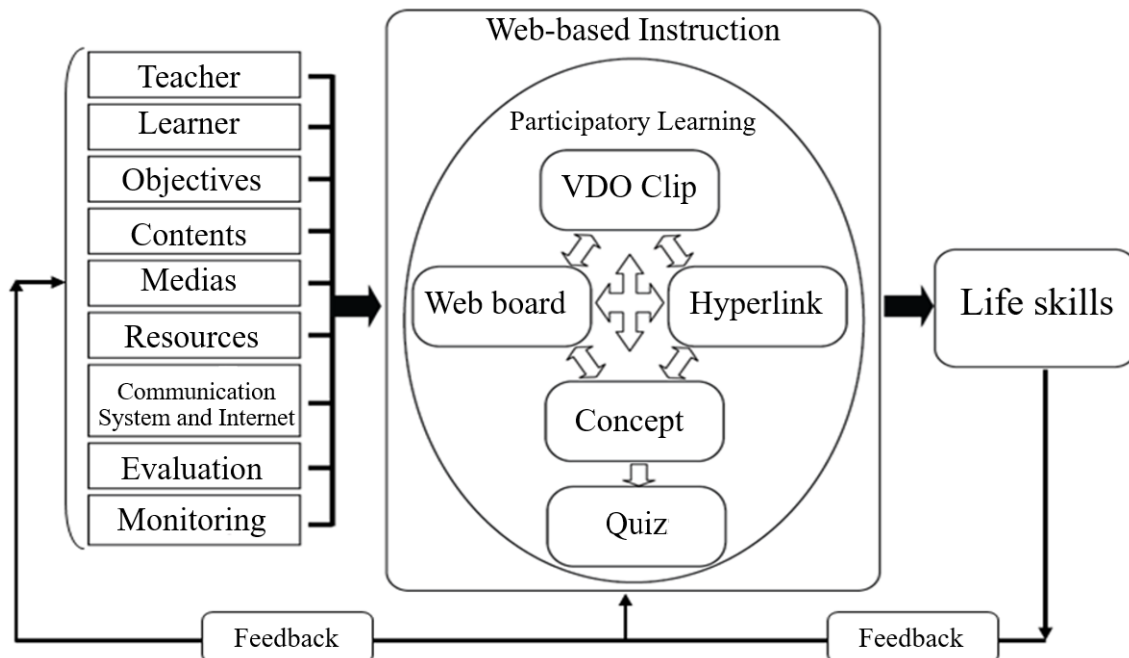 Web-based Instruction
Teacher
Learner
Objectives
Contents
Medias
Resources
Communication
System and Internet
Evaluation
Monitoring
Participatory Learning
VDO Clip
Web board
Hyperlink
Concept
Quiz
Life skills
Feedback
Feedback